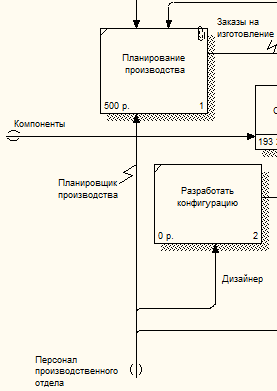 Заказы на
изготовление
Планирование
производства
500 р. 1
Компоненты
193
Планировщик
производства
Разработать
конфигурацию
0 р. 2
Дизайнер
Персонал
производственного
отдела